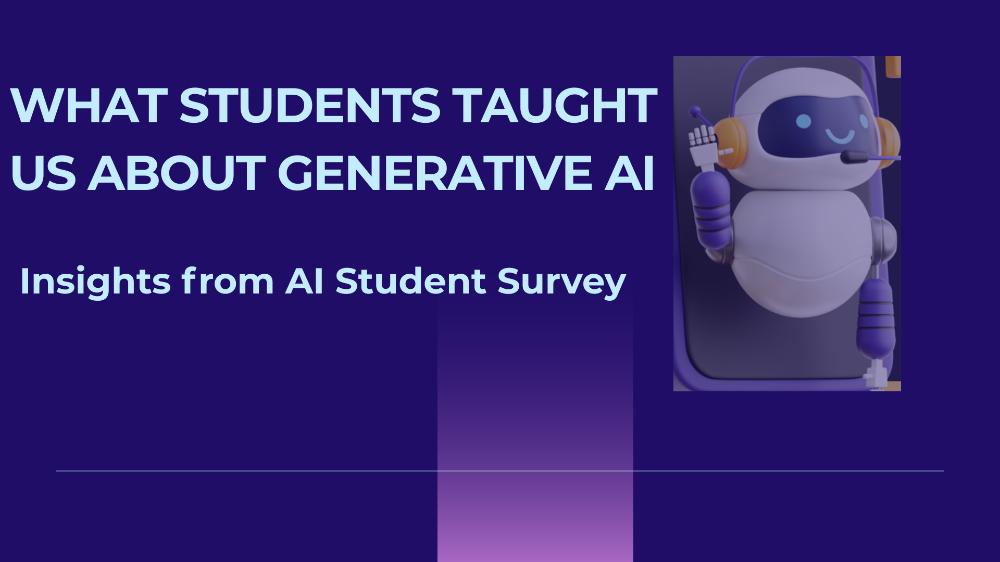 WHAT STUDENTS TAUGHT
US ABOUT GENERATIVE AI
Insights from AI Student Survey